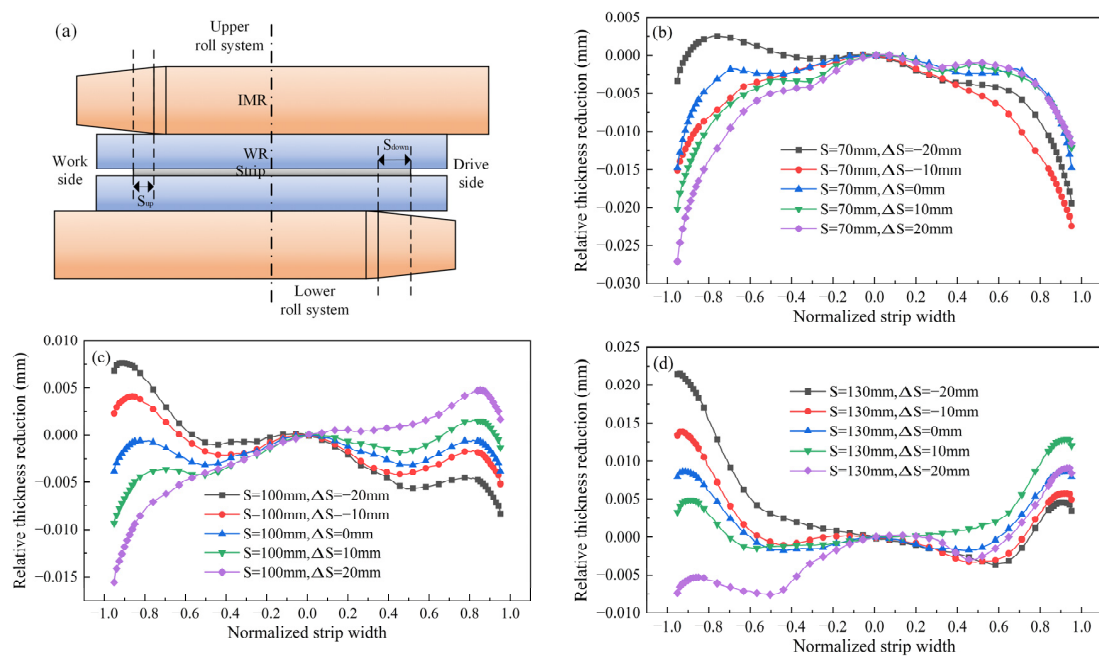 (a)
Upper
roll system
IMR
WR
Strip
Sdown
Work
side
Drive
side
Sup
Lower
roll system
(b)
Relative thickness reduction (mm)
0.005
0.000
−0.005
−0.010
−0.015
−0.020
−0.025
−0.030
S=70mm,ΔS=−20mm
S−70mm,ΔS−−10mm
S=70mm,ΔS=0mm
S=70mm,ΔS=10mm
S=70mm,ΔS=20mm
−1.0 −0.8 −0.6 −0.4 −0.2 0.0 0.2 0.4 0.6 0.8 1.0
Normalized strip width
(c)
Relative thickness reduction (mm)
0.010
0.005
0.000
−0.005
−0.010
−0.015
S=100mm,ΔS=−20mm
S−100mm,ΔS−−10mm
S=100mm,ΔS=0mm
S=100mm,ΔS=10mm
S=100mm,ΔS=20mm
−1.0 −0.8 −0.6 −0.4 −0.2 0.0 0.2 0.4 0.6 0.8 1.0
Normalized strip width
(d)
Relative thickness reduction (mm)
0.025
0.020
0.015
0.010
0.005
0.000
−0.005
−0.010
S=130mm,ΔS=−20mm
S=130mm,ΔS=−10mm
S=130mm,ΔS=0mm
S=130mm,ΔS=10mm
S=130mm,ΔS=20mm
−1.0 −0.8 −0.6 −0.4 −0.2 0.0 0.2 0.4 0.6 0.8 1.0
Normalized strip width